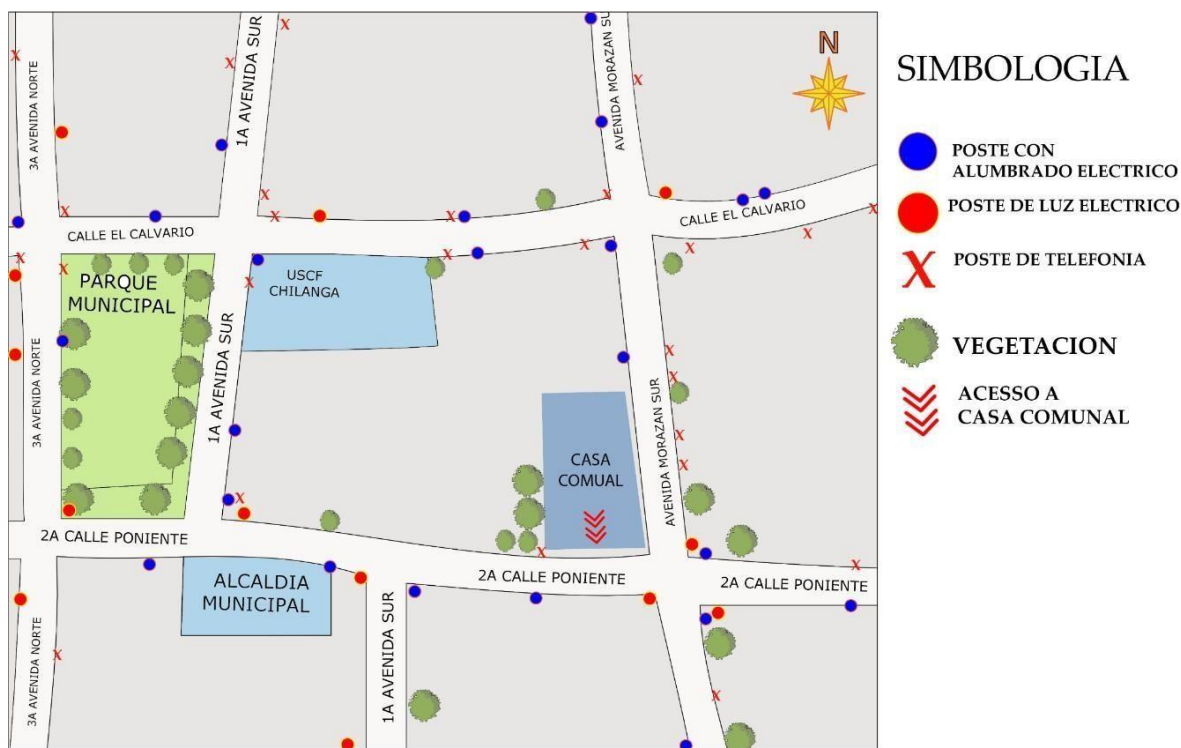 N
SIMBOLOGIA
POSTE CON
ALUMBRADO ELECTRICO
POSTE DE LUZ ELECTRICO
X POSTE DE TELEFONIA
VEGETACION
ACESSO A
CASA COMUNAL
3A AVENIDA NORTE
1A AVENIDA SUR
AVENIDA MORAZAN SU
CALLE EL CALVARIO
CALLE EL CALVARIO
PARQUE
MUNICIPAL
USCF
CHILANGA
3A AVENIDA NORTE
1A AVENIDA SUR
AVENIDA MORAZAN SUR
CASA
COMUAL
2A CALLE PONIENTE
2A CALLE PONIENTE
2A CALLE PONIENTE
ALCALDIA
MUNICIPAL
3A AVENIDA NORTE
1A AVENIDA SUR